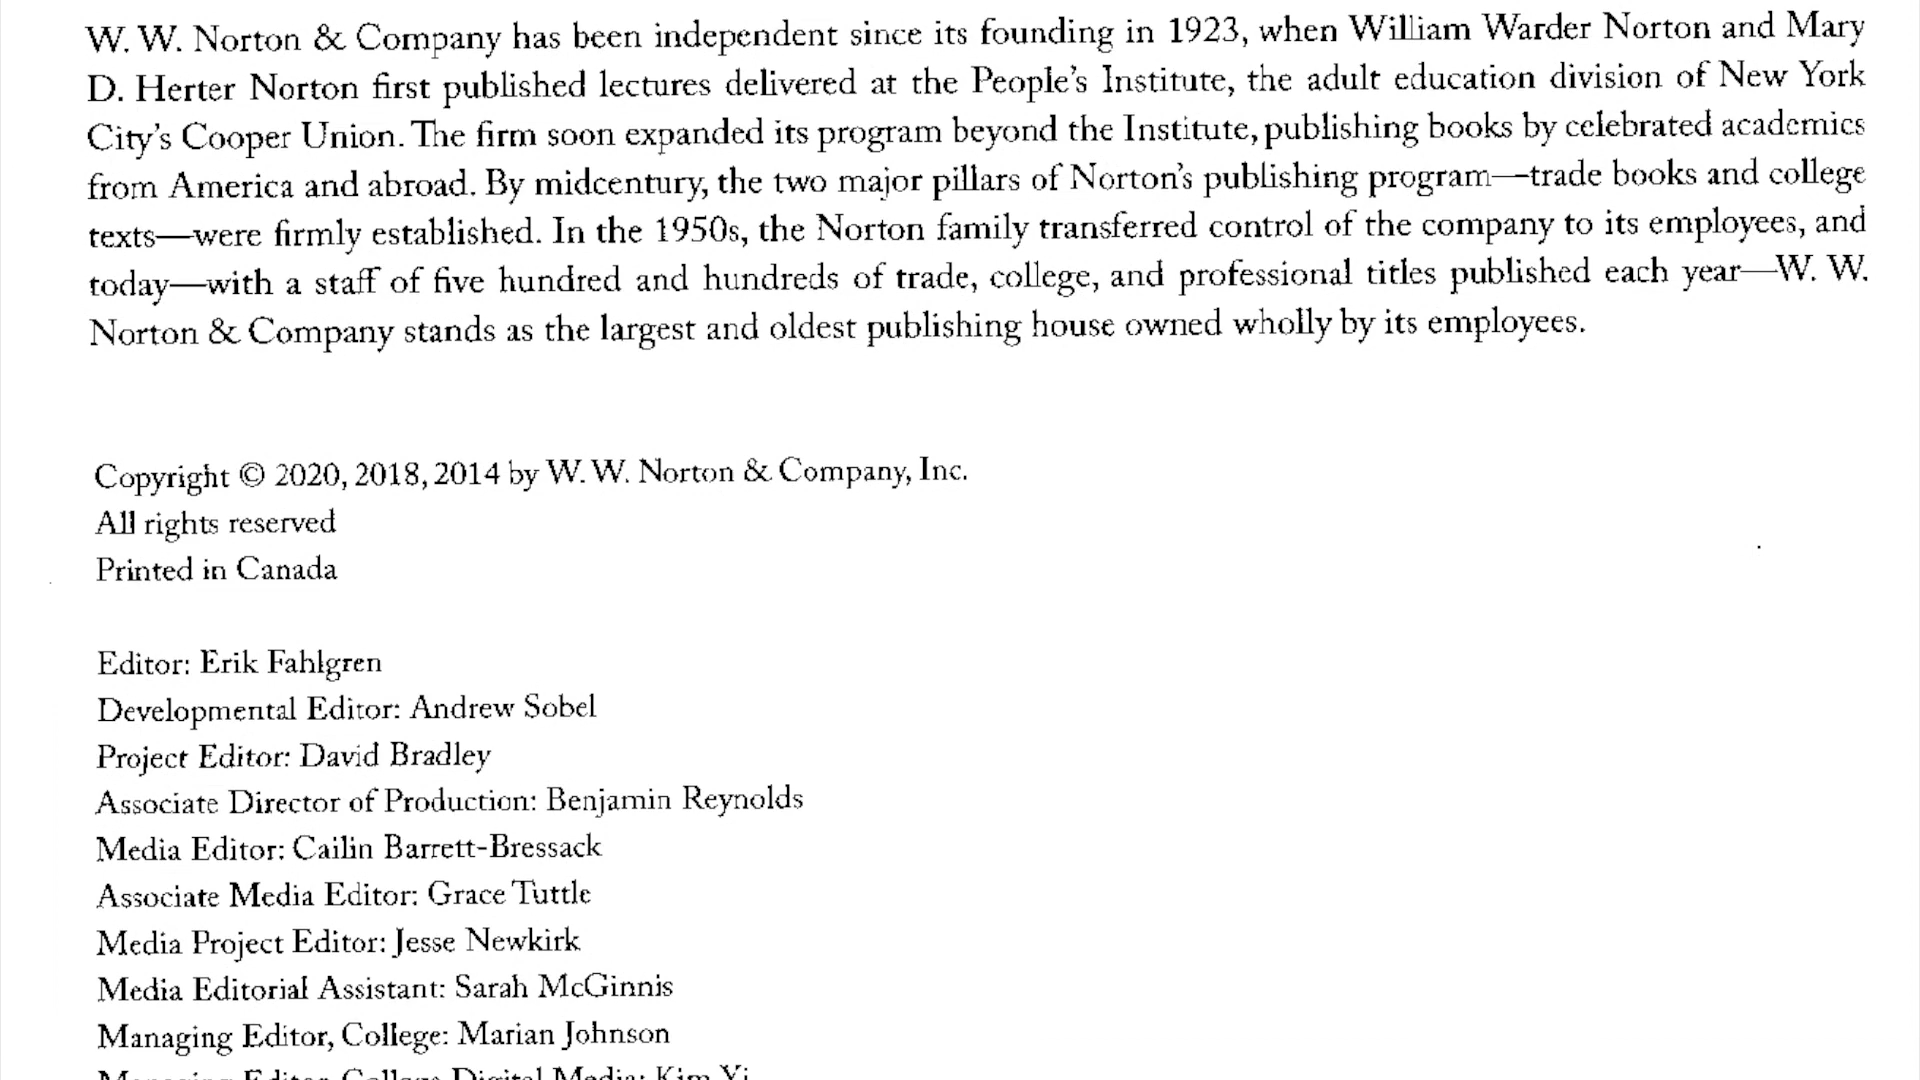 W. W. Norton & Company has been independent since its founding in 1923, when William Warder Norton and Mary
D. Herter Norton first published lectures delivered at the People's Institute, the adult education division of New York
City's Cooper Union. The firm soon expanded its program beyond the Institute, publishing books by celebrated academics
from America and abroad. By midcentury, the two major pillars of Norton's publishing program—trade books and college
texts—were firmly established. In the 1950s, the Norton family transferred control of the company to its employees, and
today—with a staff of five hundred and hundreds of trade, college, and professional titles published each year—W. W.
Norton & Company stands as the largest and oldest publishing house owned wholly by its employees.
Copyright © 2020, 2018, 2014 by W. W. Norton & Company, Inc.
All rights reserved
Printed in Canada
Editor: Erik Fahlgren
Developmental Editor: Andrew Sobel
Project Editor: David Bradley
Associate Director of Production: Benjamin Reynolds
Media Editor: Cailin Barrett-Bressack
Associate Media Editor: Grace Tuttle
Media Project Editor: Jesse Newkirk
Media Editorial Assistant: Sarah McGinnis
Managing Editor, College: Marian Johnson
Managing Editor, College Digital Media: Kim Yi